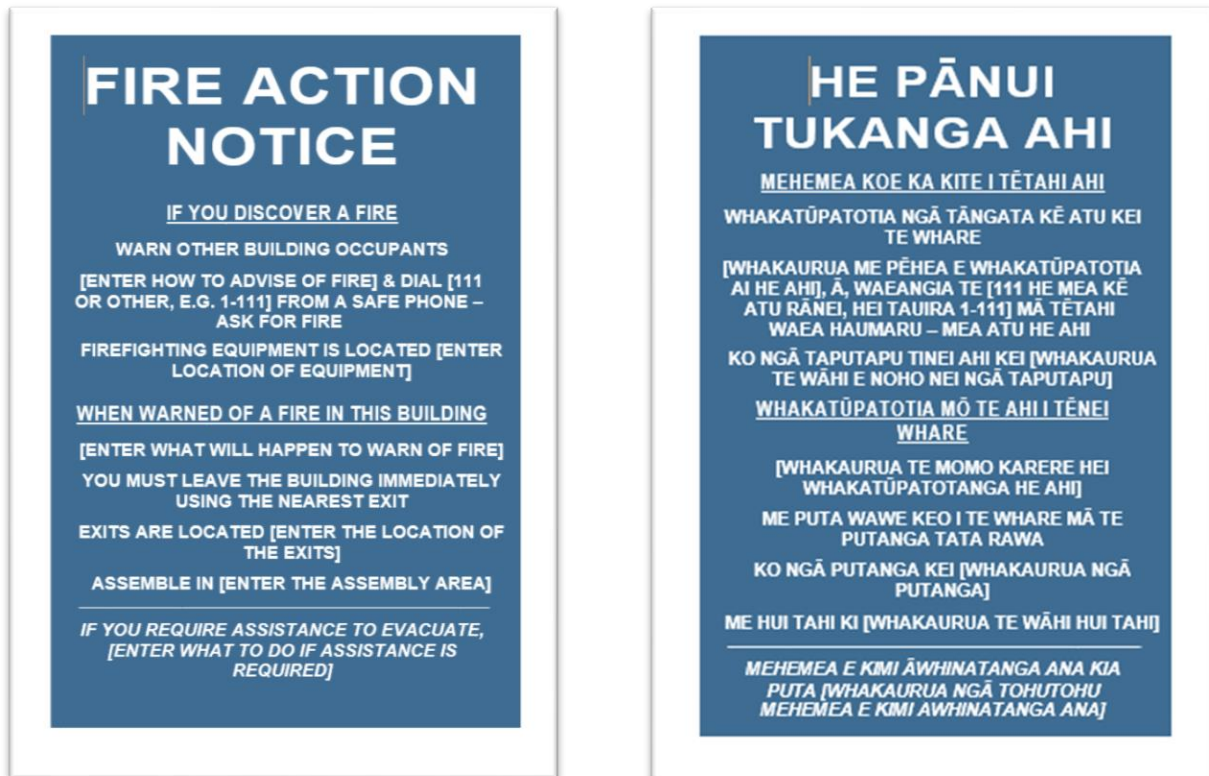 FIRE ACTION
NOTICE
IF YOU DISCOVER A FIRE
WARN OTHER BUILDING OCCUPANTS
[ENTER HOW TO ADVISE OF FIRE] & DIAL [111
OR OTHER, E.G. 1-111] FROM A SAFE PHONE –
ASK FOR FIRE
FIREFIGHTING EQUIPMENT IS LOCATED [ENTER
LOCATION OF EQUIPMENT]
WHEN WARNED OF A FIRE IN THIS BUILDING
[ENTER WHAT WILL HAPPEN TO WARN OF FIRE]
YOU MUST LEAVE THE BUILDING IMMEDIATELY
USING THE NEAREST EXIT
EXITS ARE LOCATED [ENTER THE LOCATION OF
THE EXITS]
ASSEMBLE IN [ENTER THE ASSEMBLY AREA]
IF YOU REQUIRE ASSISTANCE TO EVACUATE,
[ENTER WHAT TO DO IF ASSISTANCE IS
REQUIRED]
HE PĀNUI
TUKANGA AHI
MEHEMEA KOE KA KITE I TĒTAHI AHI
WHAKATŪPATOTIA NGĀ TĀNGATA KĒ ATU KEI
TE WHARE
[WHAKAURUA ME PĒHEA E WHAKATŪPATOTIA
AI HE AHI], Ā, WAEANGIA TE [111 HE MEA KĒ
ATU RĀNEI, HEI TAUIRA 1-111] MĀ TĒTAHI
WAEA HAUMARU – MEA ATU HE AHI
KO NGĀ TAPUTAPU TINEI AHI KEI [WHAKAURUA
TE WĀHI E NOHO NEI NGĀ TAPUTAPU]
WHAKATŪPATOTIA MŌ TE AHI I TĒNEI
WHARE
[WHAKAURUA TE MOMO KARERE HEI
WHAKATŪPATOTANGA HE AHI]
ME PUTA WAWE KEO I TE WHARE MĀ TE
PUTANGA TATA RAWA
KO NGĀ PUTANGA KEI [WHAKAURUA NGĀ
PUTANGA]
ME HUI TAHI KI [WHAKAURUA TE WĀHI HUI TAHI]
MEHEMEA E KIMI ĀWHINATANGA ANA KIA
PUTA [WHAKAURUA NGĀ TOHUTOHU
MEHEMEA E KIMI AWHINATANGA ANA]